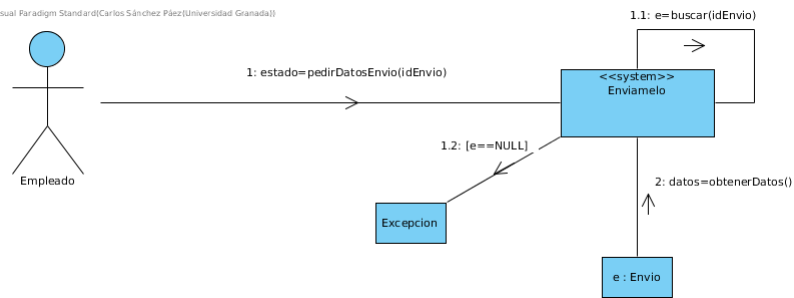 sual Paradigm Standard(Carlos Sánchez Páez(Universidad Granada))
1.1: e=buscar(idEnvio)
1: estado=pedirDatosEnvio(idEnvio)
<<system>>
Enviamelo
1.2: [e==NULL]
Empleado
2: datos=obtenerDatos()
Excepcion
e : Envio